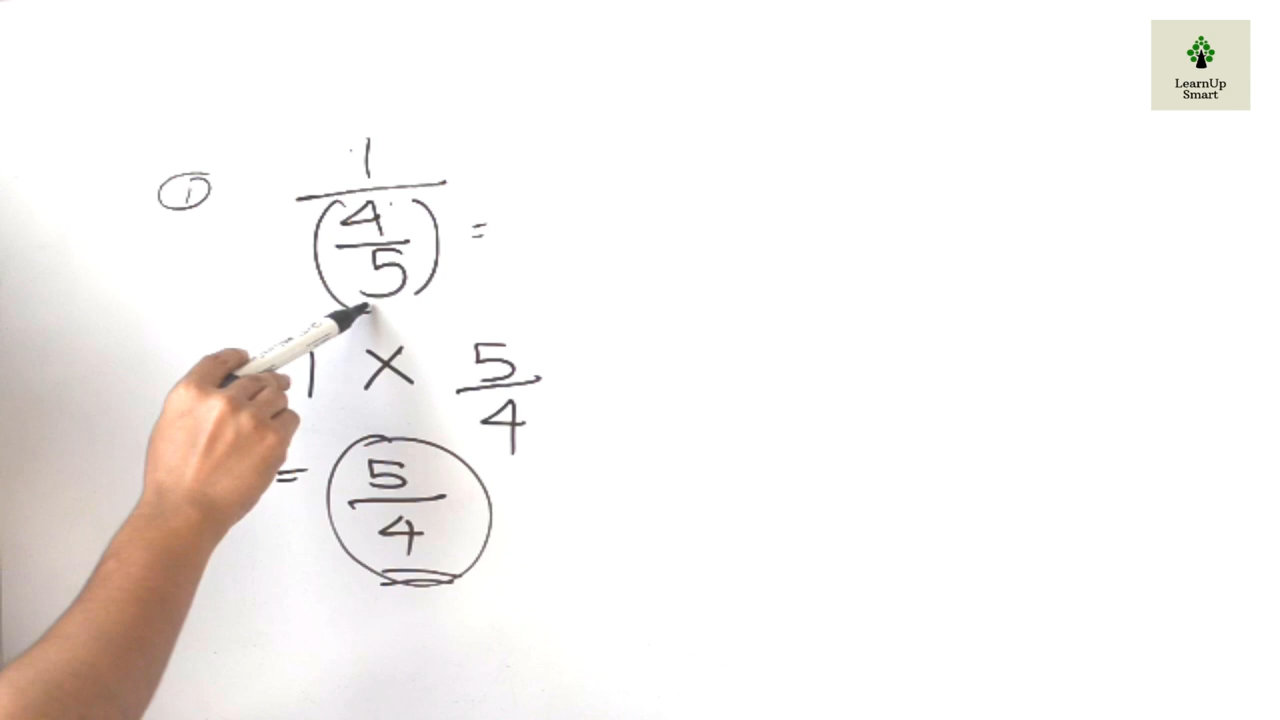 LearnUp
Smart
① 1/(4/5) =
1 × 5/4
= 5/4